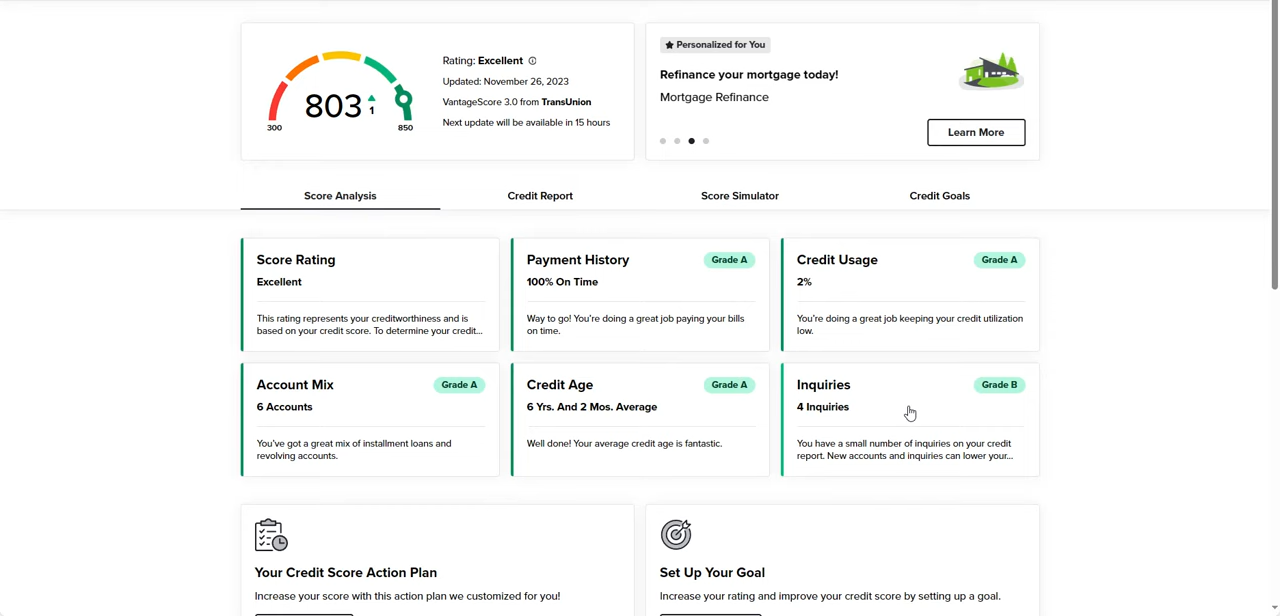 803
1
300
850
Rating: Excellent
Updated: November 26, 2023
VantageScore 3.0 from TransUnion
Next update will be available in 15 hours
Personalized for You
Refinance your mortgage today!
Mortgage Refinance
Learn More
Score Analysis
Credit Report
Score Simulator
Credit Goals
Score Rating
Excellent
This rating represents your creditworthiness and is
based on your credit score. To determine your credit...
Payment History
Grade A
100% On Time
Way to go! You're doing a great job paying your bills
on time.
Credit Usage
Grade A
2%
You're doing a great job keeping your credit utilization
low.
Account Mix
Grade A
6 Accounts
You've got a great mix of installment loans and
revolving accounts.
Credit Age
Grade A
6 Yrs. And 2 Mos. Average
Well done! Your average credit age is fantastic.
Inquiries
Grade B
4 Inquiries
You have a small number of inquiries on your credit
report. New accounts and inquiries can lower your...
Your Credit Score Action Plan
Increase your score with this action plan we customized for you!
Set Up Your Goal
Increase your rating and improve your credit score by setting up a goal.